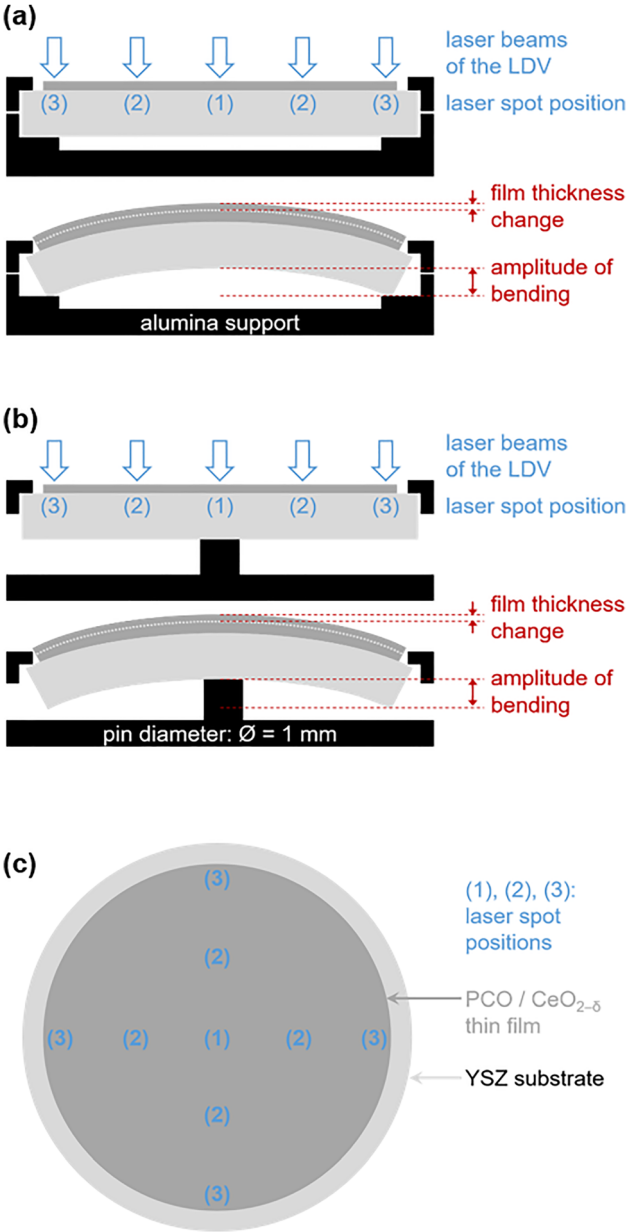 (a)
laser beams
of the LDV
(3) (2) (1) (2) (3)
laser spot position
film thickness
change
amplitude of
bending
alumina support
(b)
laser beams
of the LDV
(3) (2) (1) (2) (3)
laser spot position
film thickness
change
amplitude of
bending
pin diameter: Ø = 1 mm
(c)
(3)
(1), (2), (3):
laser spot
positions
(2)
PCO / CeO₂₋δ
thin film
(3) (2) (1) (2) (3)
YSZ substrate
(2)
(3)